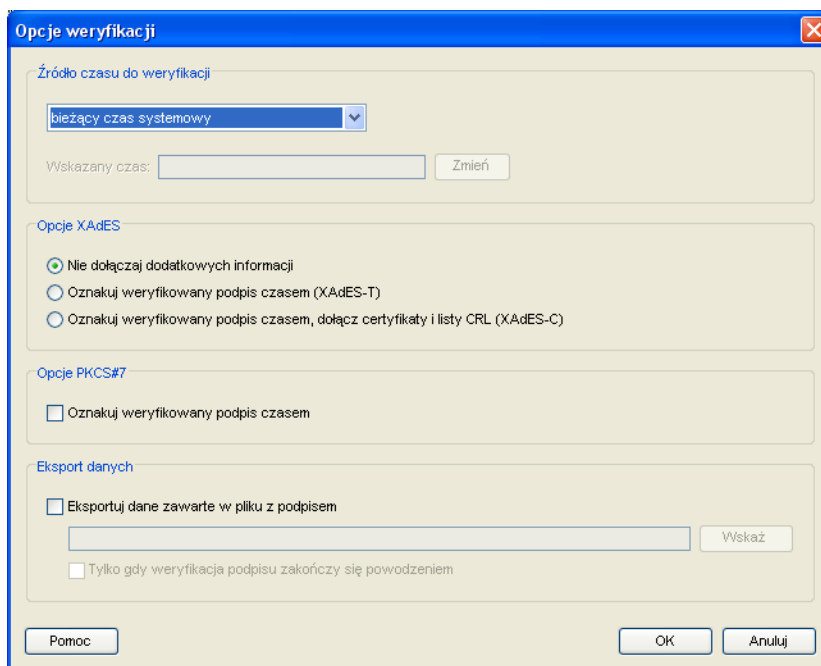 Opcje weryfikacji
Źródło czasu do weryfikacji
bieżący czas systemowy
Wskazany czas: Zmień
Opcje XAdES
Nie dołączaj dodatkowych informacji
Oznakuj weryfikowany podpis czasem (XAdES-T)
Oznakuj weryfikowany podpis czasem, dołącz certyfikaty i listy CRL (XAdES-C)
Opcje PKCS#7
Oznakuj weryfikowany podpis czasem
Eksport danych
Eksportuj dane zawarte w pliku z podpisem
Wskaż
Tylko gdy weryfikacja podpisu zakończy się powodzeniem
Pomoc OK Anuluj